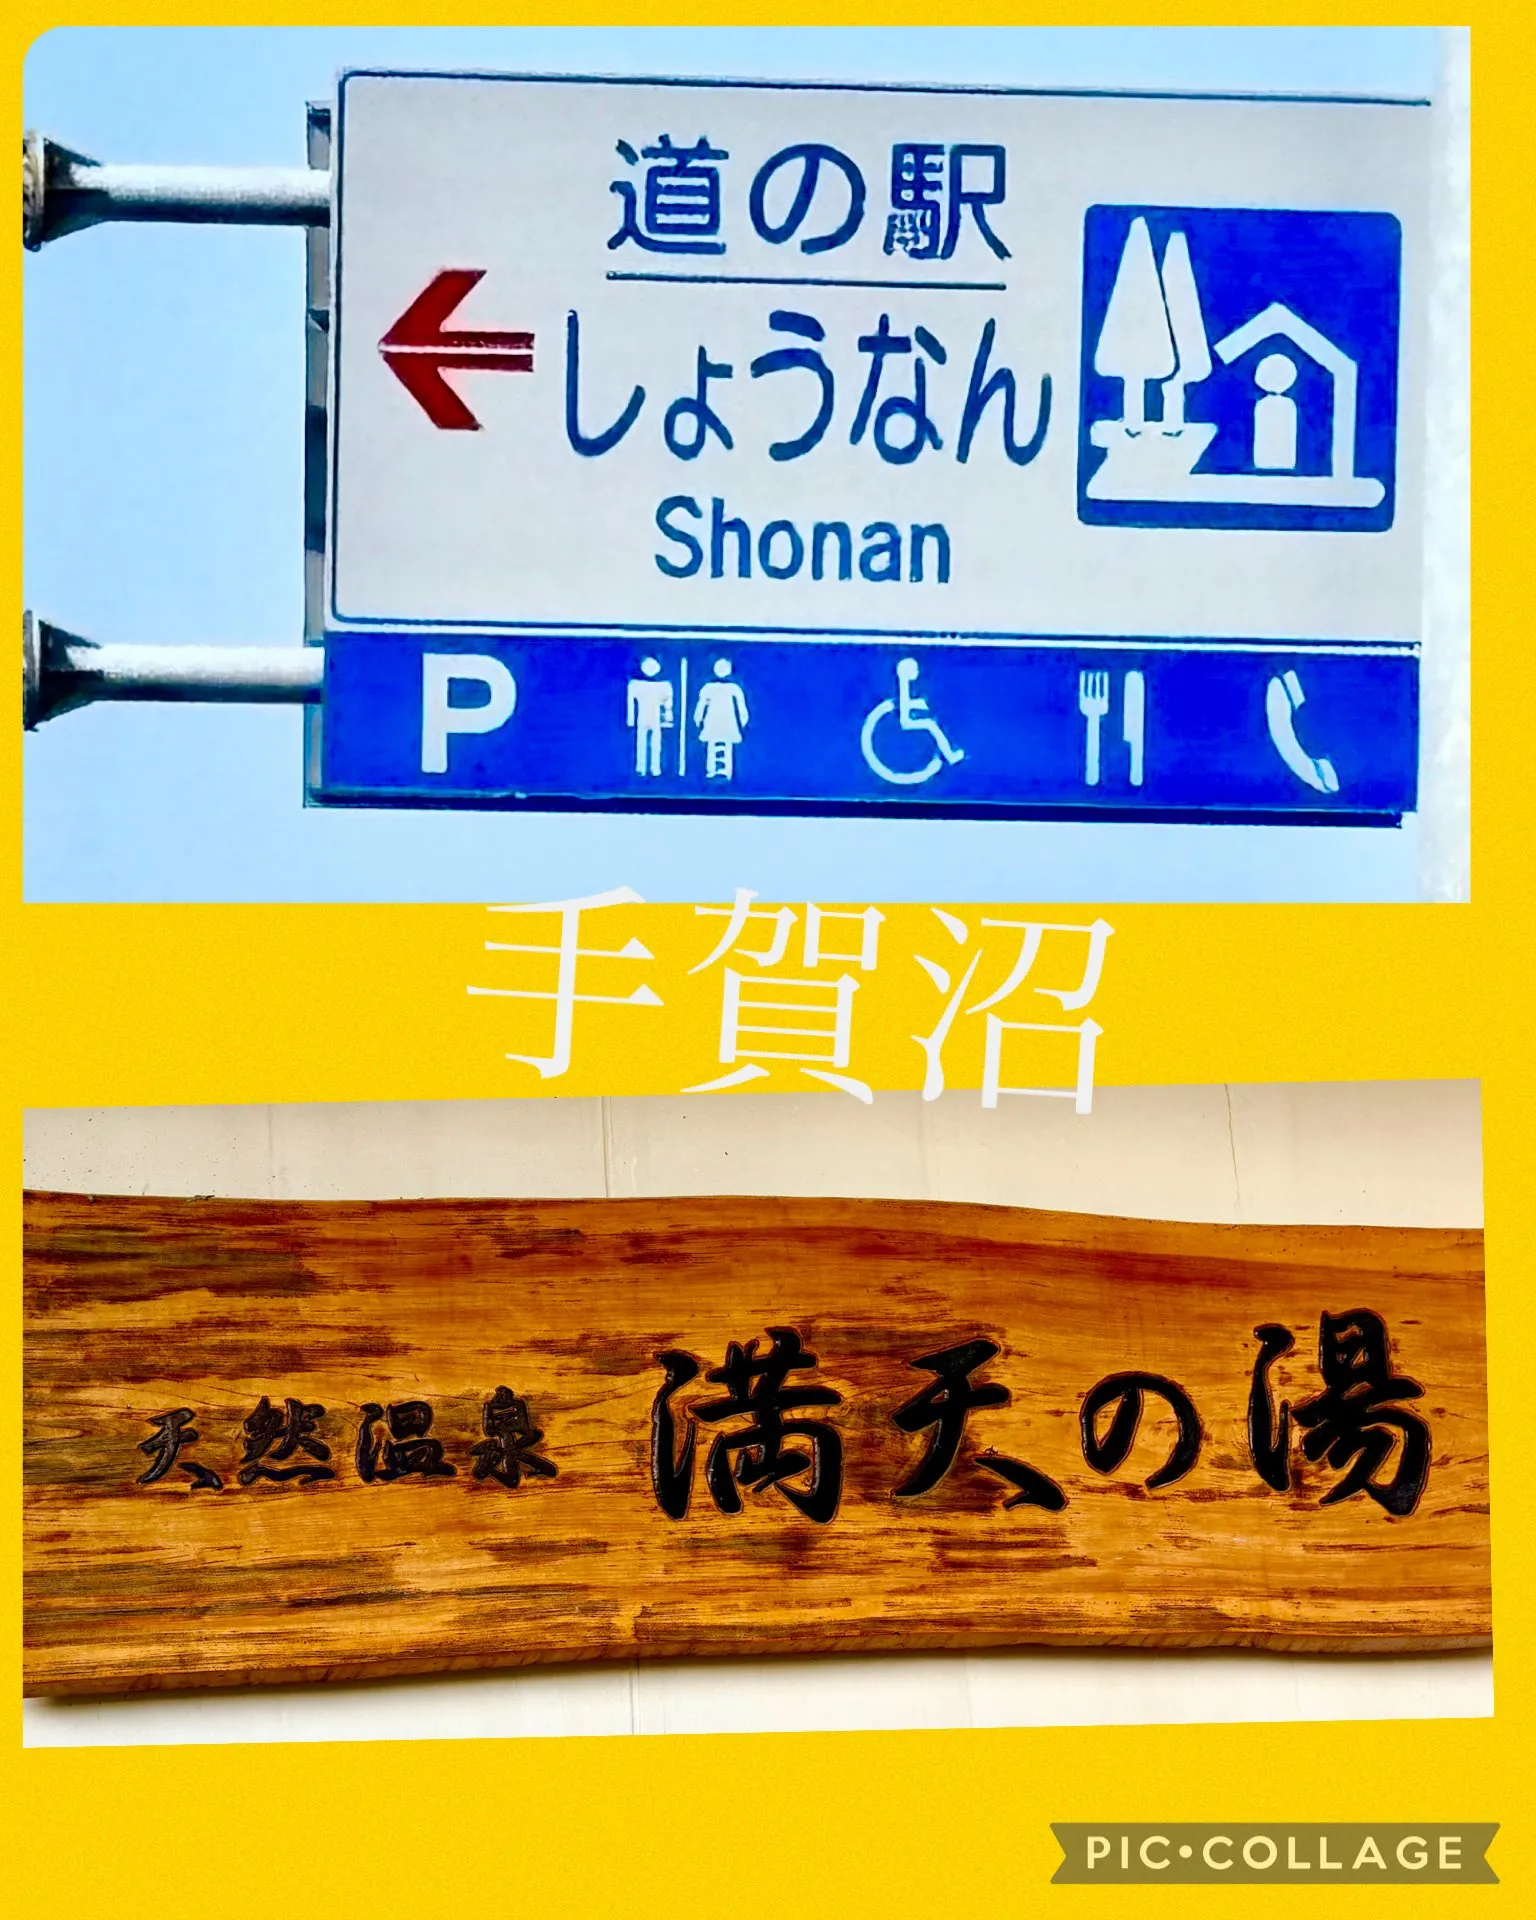 道の駅
しょうなん
Shonan
P
手賀沼
天然温泉 満天の湯
PIC•COLLAGE